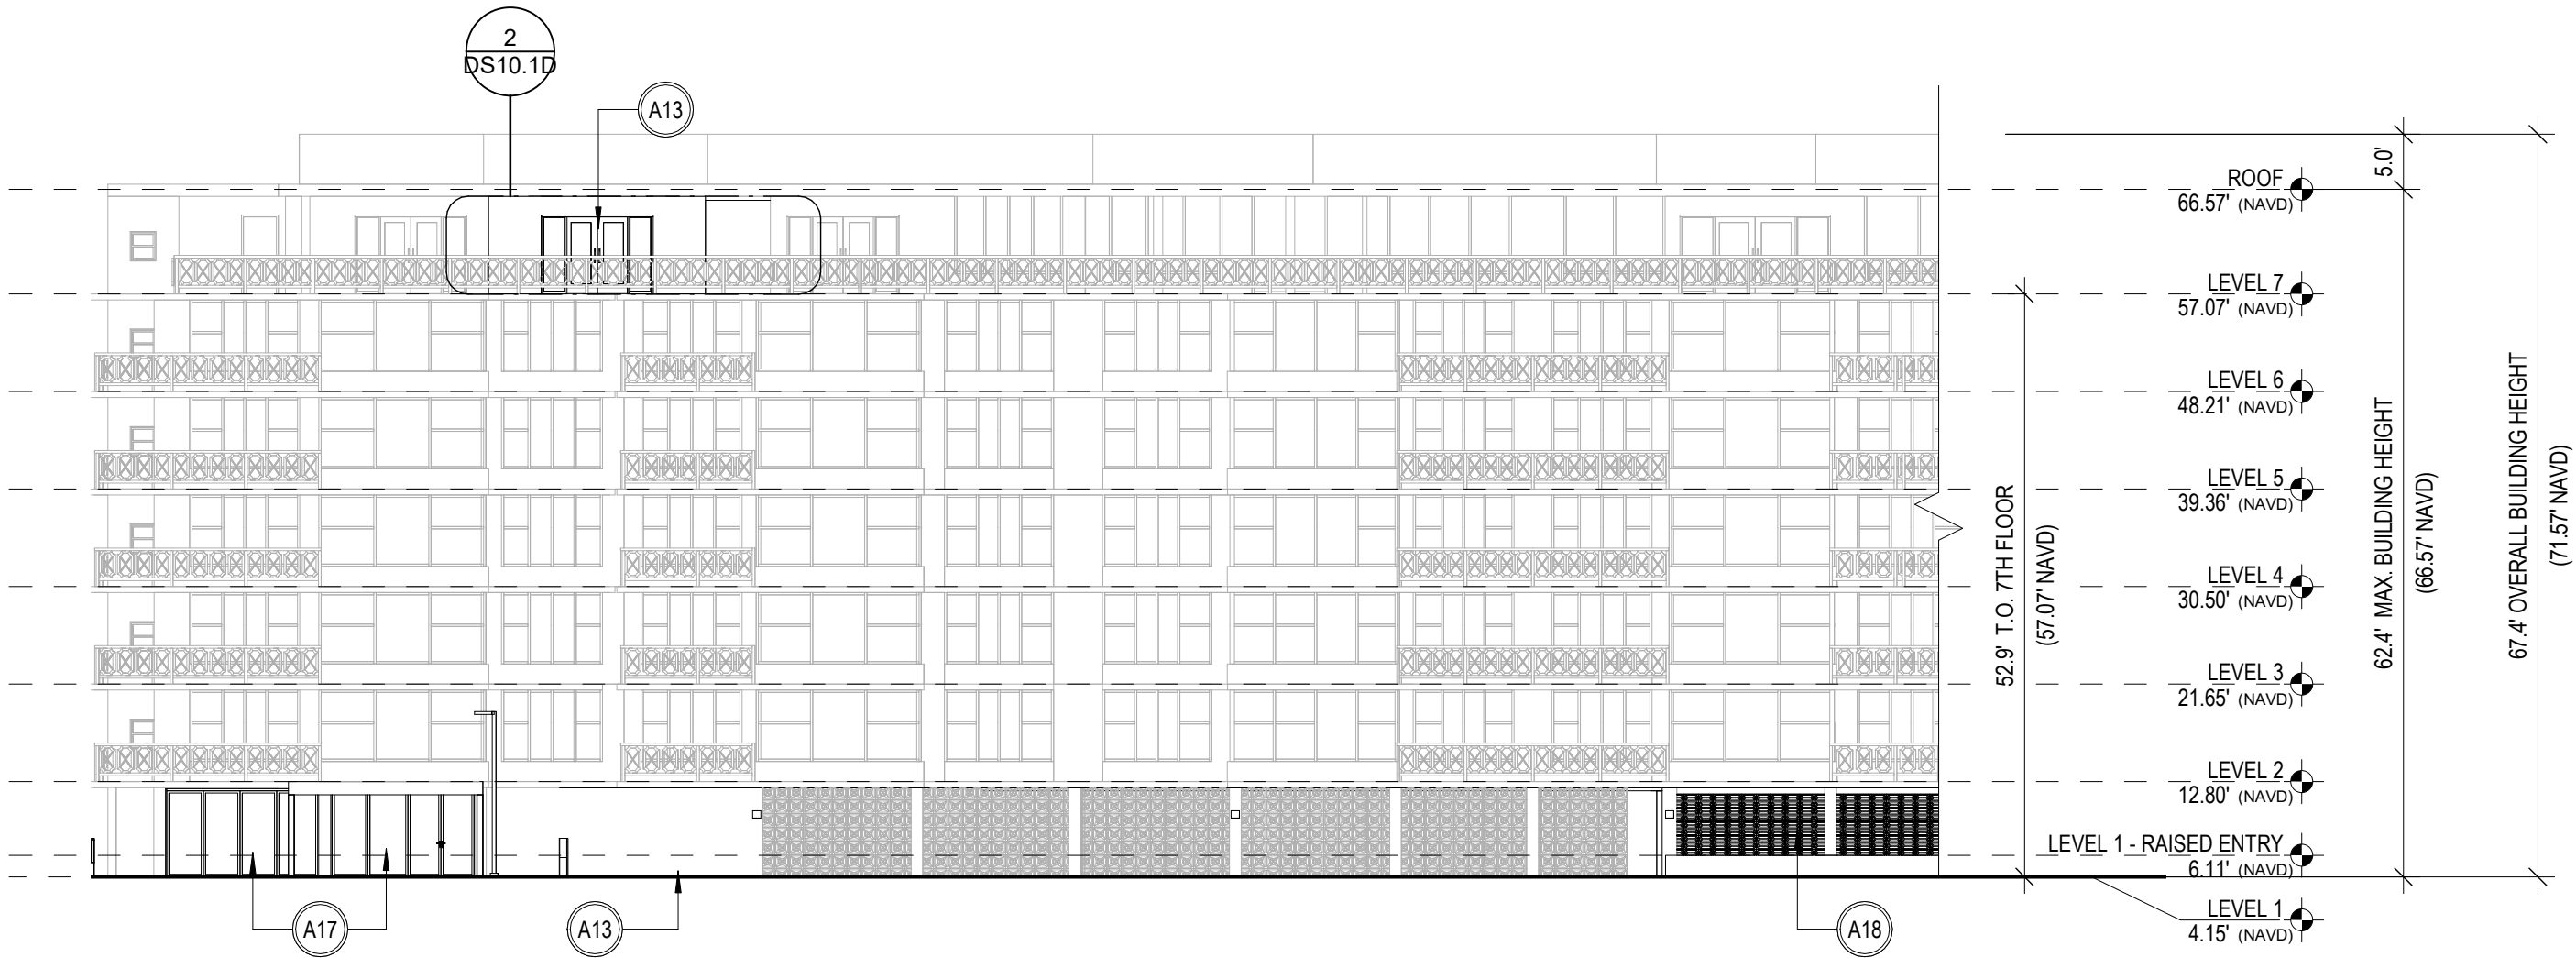 2
DS10.1D
A13
5.0'
ROOF
66.57' (NAVD)
LEVEL 7
57.07' (NAVD)
LEVEL 6
48.21' (NAVD)
LEVEL 5
39.36' (NAVD)
LEVEL 4
30.50' (NAVD)
LEVEL 3
21.65' (NAVD)
LEVEL 2
12.80' (NAVD)
LEVEL 1 - RAISED ENTRY
6.11' (NAVD)
LEVEL 1
4.15' (NAVD)
52.9' T.O. 7TH FLOOR
(57.07' NAVD)
62.4' MAX. BUILDING HEIGHT
(66.57' NAVD)
67.4' OVERALL BUILDING HEIGHT
(71.57' NAVD)
A17
A13
A18